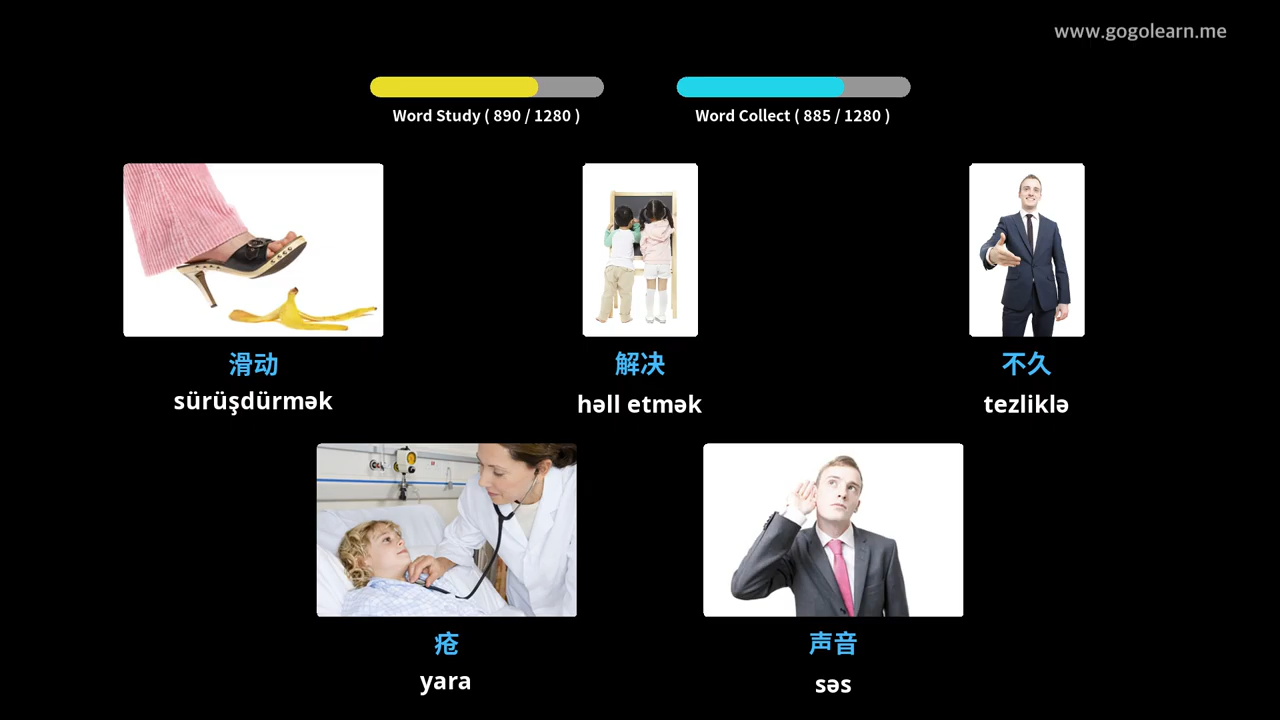 www.gogolearn.me
Word Study ( 890 / 1280 )
Word Collect ( 885 / 1280 )
滑动
sürüşdürmək
解决
həll etmək
不久
tezliklə
疮
yara
声音
səs